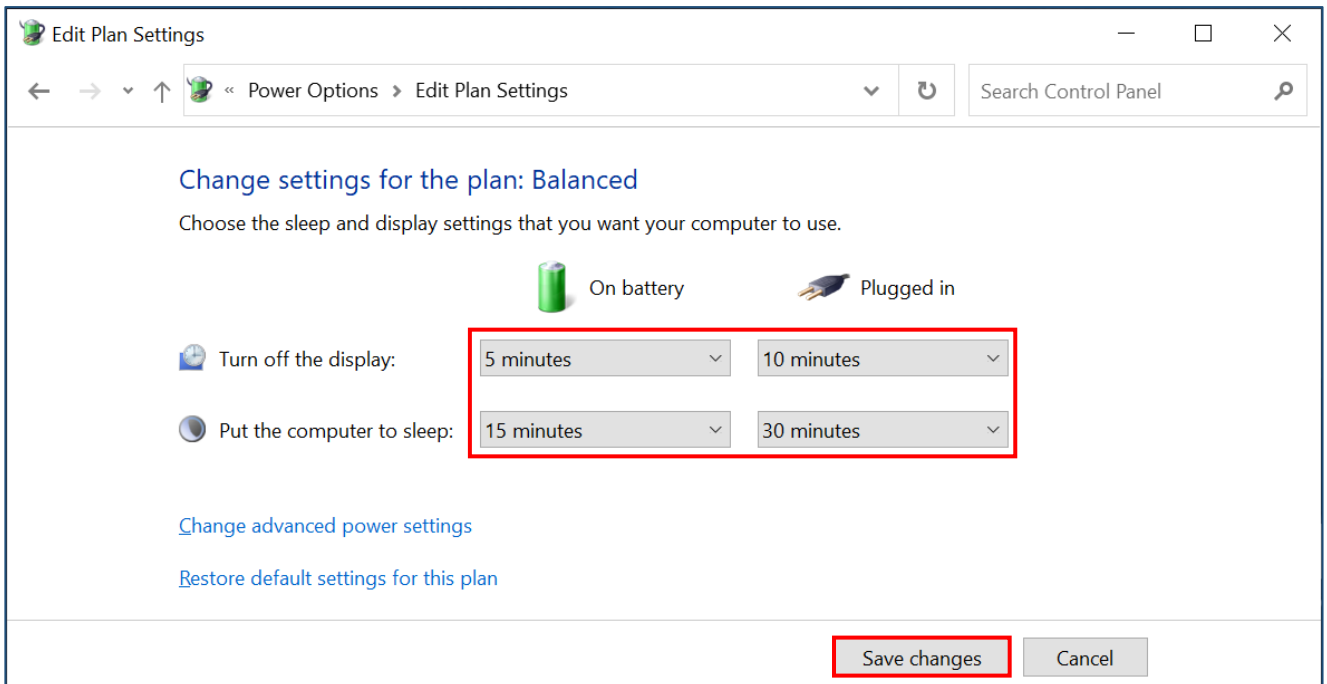 Edit Plan Settings
« Power Options > Edit Plan Settings
Search Control Panel
Change settings for the plan: Balanced
Choose the sleep and display settings that you want your computer to use.
On battery Plugged in
Turn off the display: 5 minutes 10 minutes
Put the computer to sleep: 15 minutes 30 minutes
Change advanced power settings
Restore default settings for this plan
Save changes Cancel